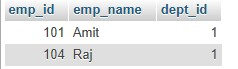 emp_id emp_name dept_id
101 Amit 1
104 Raj 1